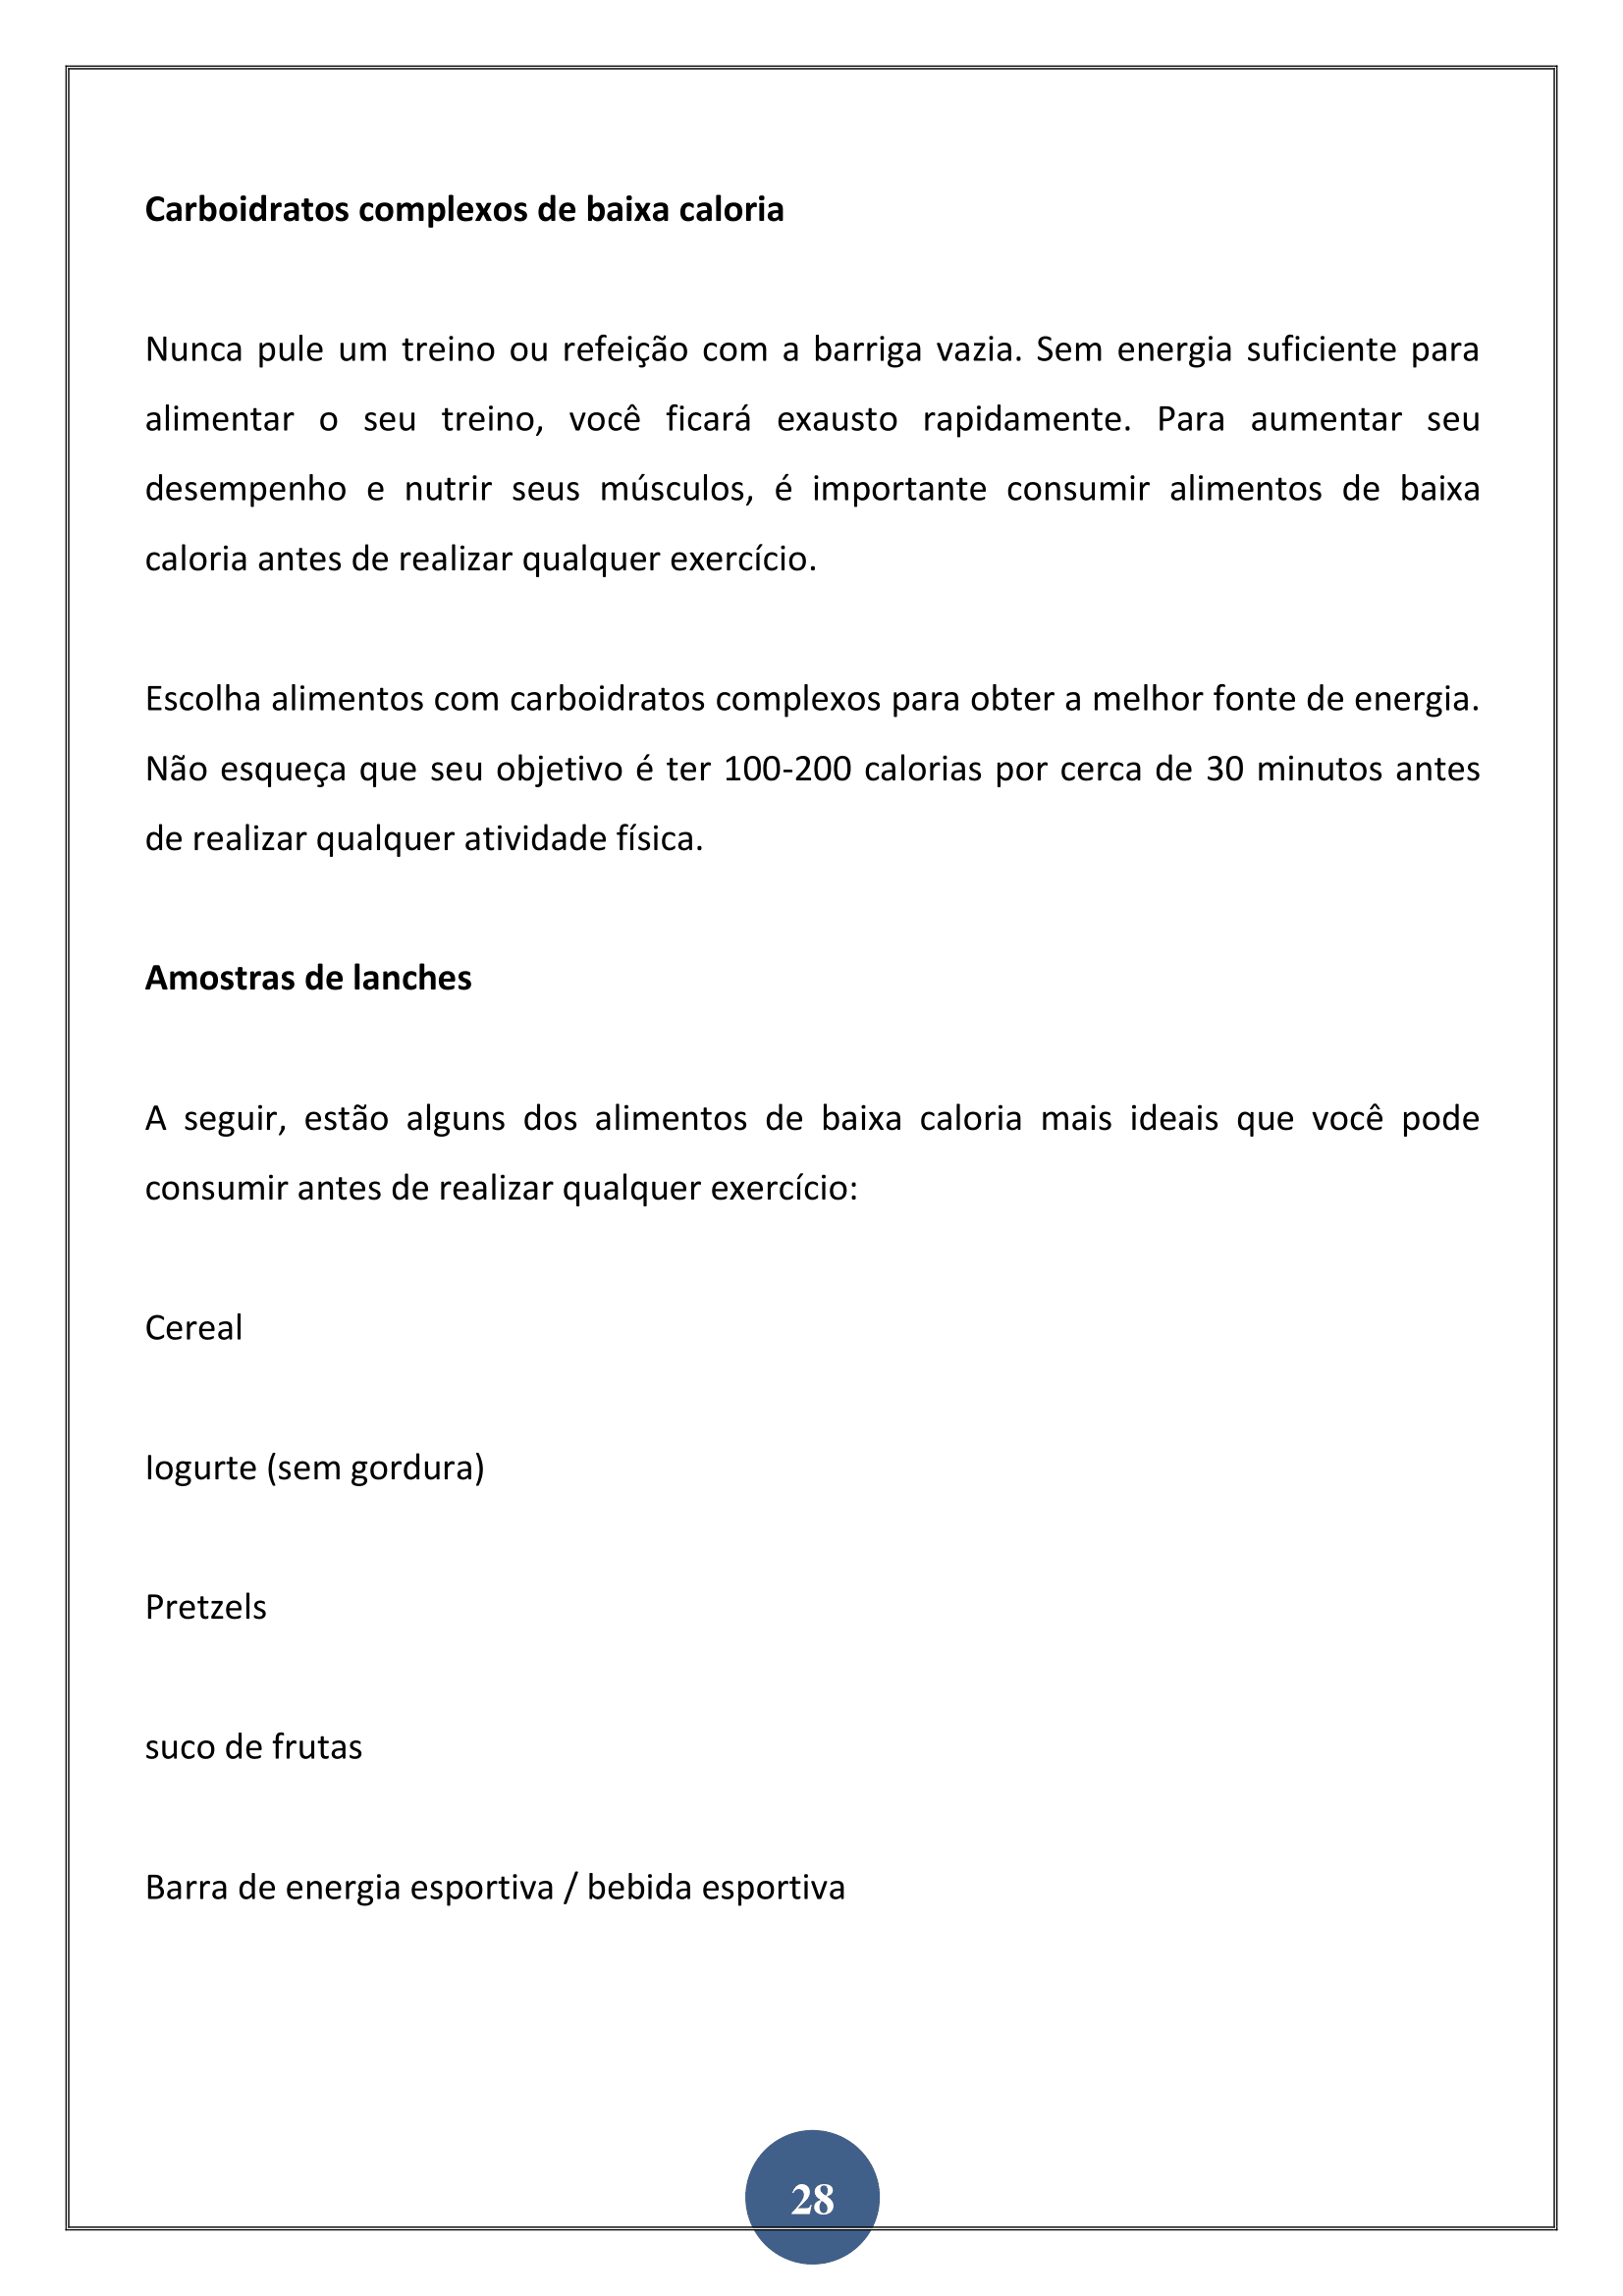 Carboidratos complexos de baixa caloria
Nunca pule um treino ou refeição com a barriga vazia. Sem energia suficiente para
alimentar o seu treino, você ficará exausto rapidamente. Para aumentar seu
desempenho e nutrir seus músculos, é importante consumir alimentos de baixa
caloria antes de realizar qualquer exercício.
Escolha alimentos com carboidratos complexos para obter a melhor fonte de energia.
Não esqueça que seu objetivo é ter 100-200 calorias por cerca de 30 minutos antes
de realizar qualquer atividade física.
Amostras de lanches
A seguir, estão alguns dos alimentos de baixa caloria mais ideais que você pode
consumir antes de realizar qualquer exercício:
Cereal
Iogurte (sem gordura)
Pretzels
suco de frutas
Barra de energia esportiva / bebida esportiva
28